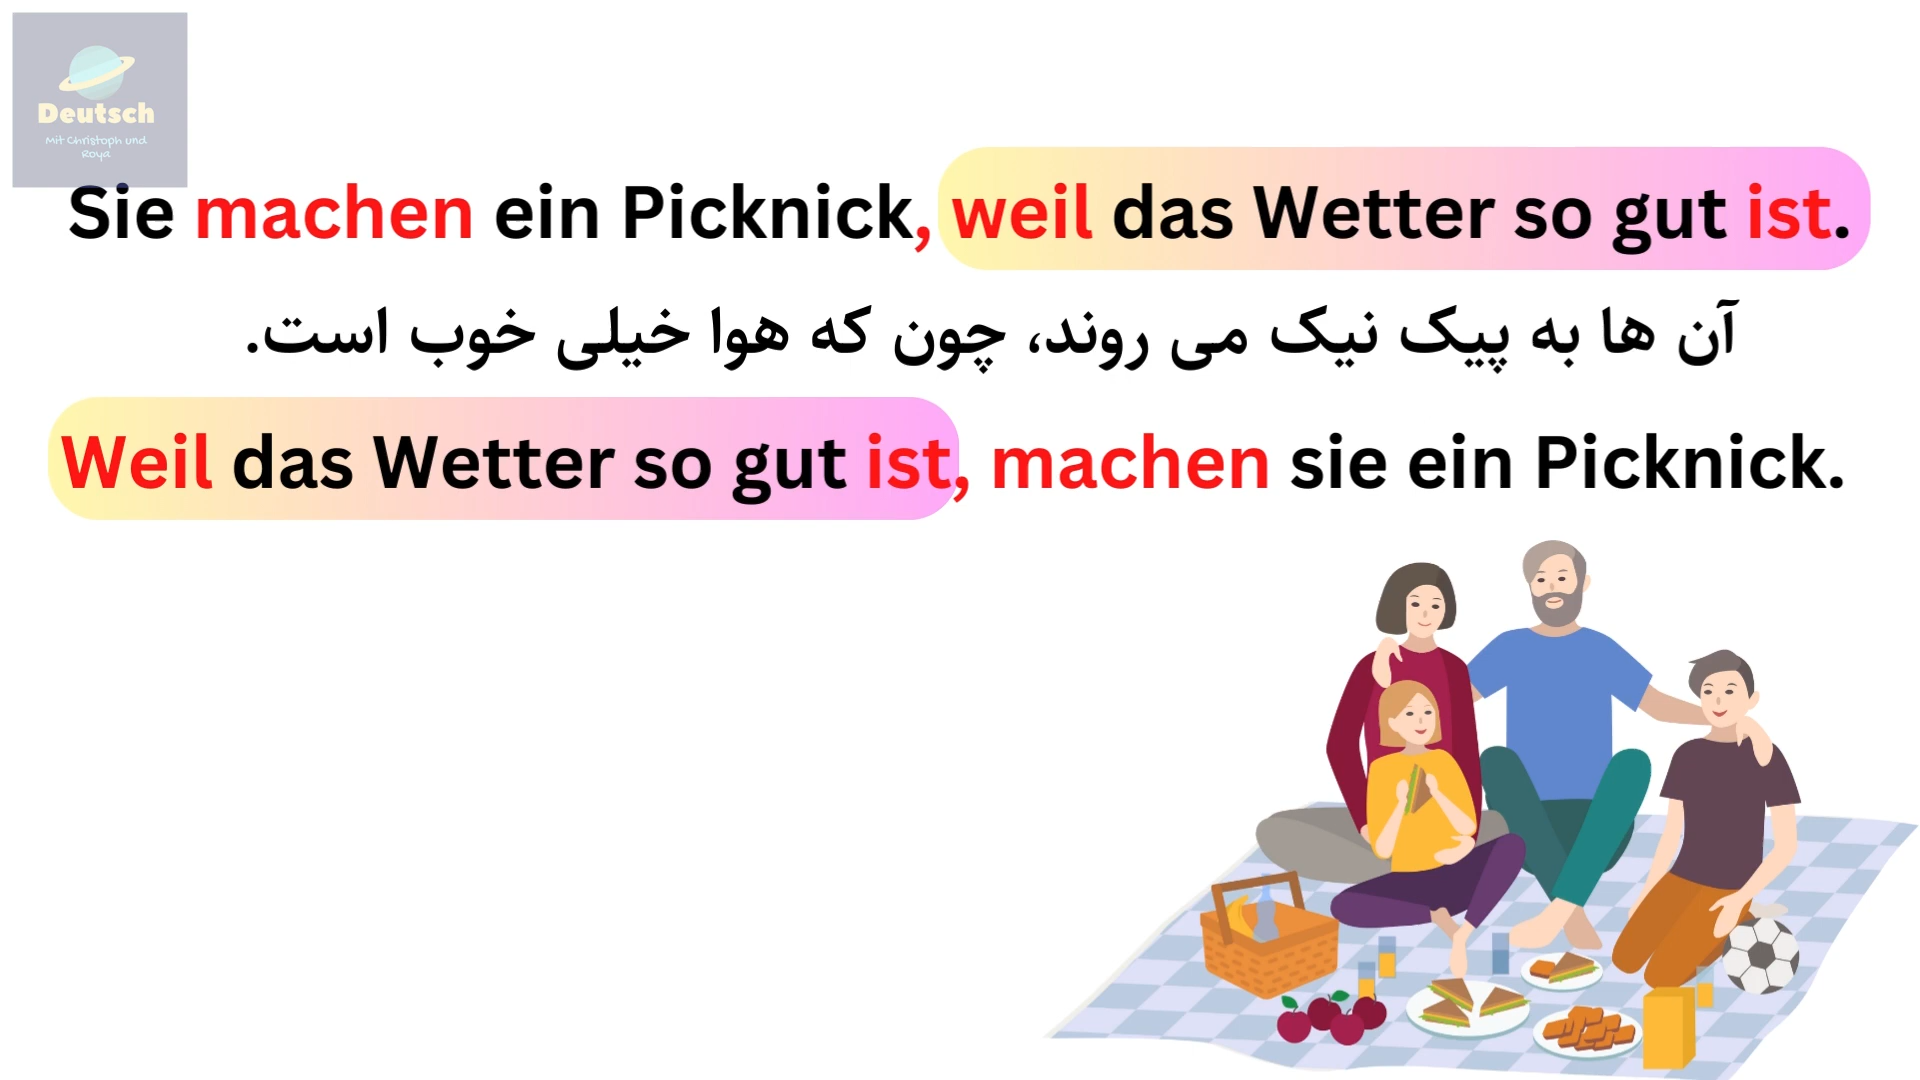 Deutsch
Mit Christoph und
Roya
Sie machen ein Picknick, weil das Wetter so gut ist.
آن ها به پیک نیک می روند، چون که هوا خیلی خوب است.
Weil das Wetter so gut ist, machen sie ein Picknick.